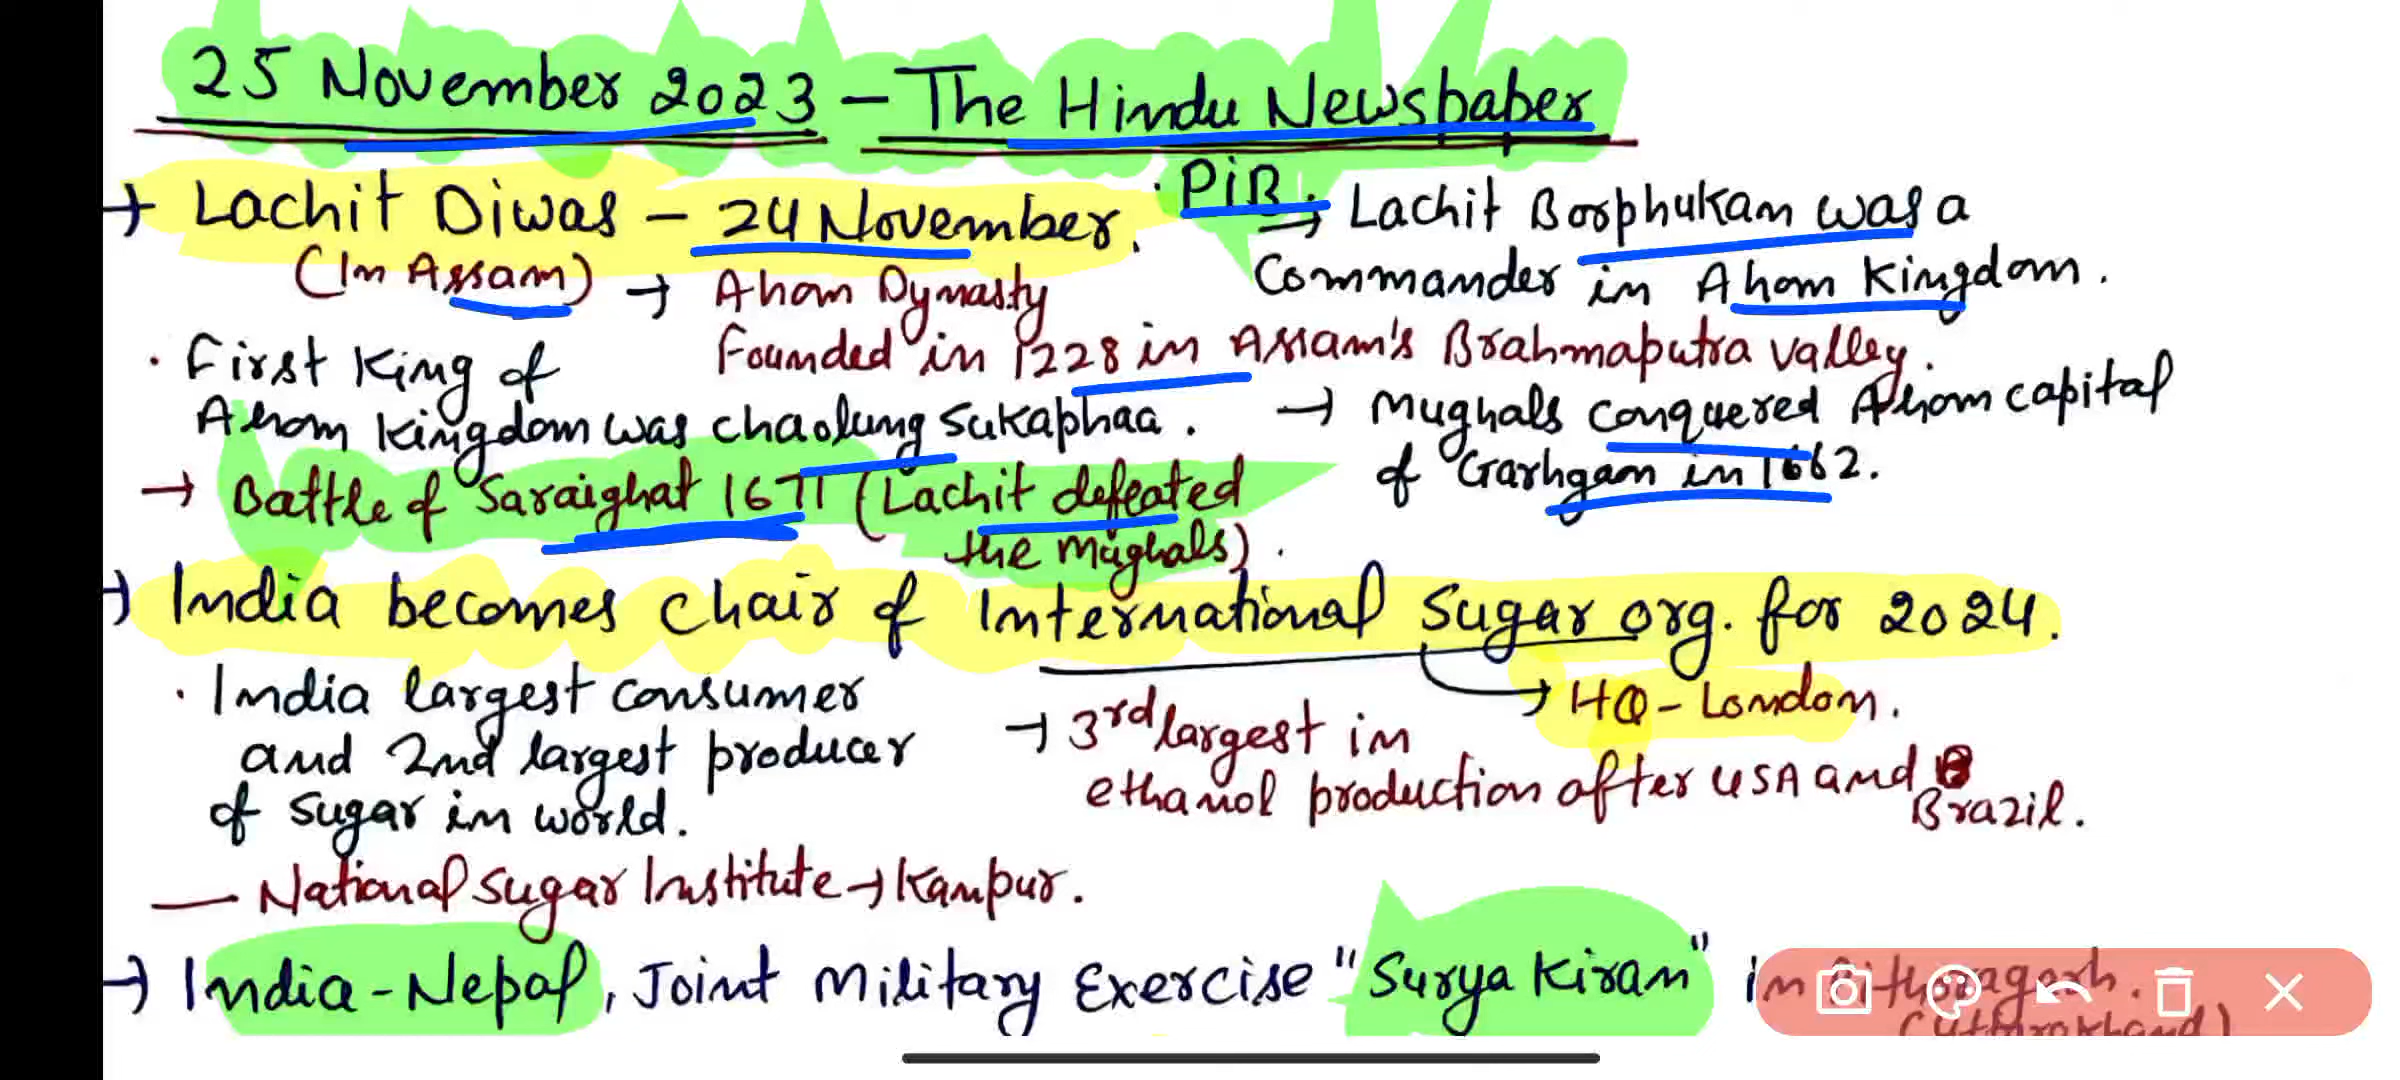 25 November 2023 - The Hindu Newspaper
→ Lachit Diwas - 24 November.
(In Assam)
· PiB. → Lachit Borphukan was a
Commander in Ahom Kingdom.
→ Ahom Dynasty
founded in 1228 in Assam's Brahmaputra valley.
· First King of
Ahom Kingdom was chaolung sukaphaa.
→ Mughals conquered Ahom capital
of Garhgam in 1662.
→ Battle of Saraighat 1671 (Lachit defeated
the Mughals).
→ India becomes chair of International Sugar org. for 2024.
→ HQ - London.
· India largest consumer
and 2nd largest producer
of sugar in world.
→ 3rd largest in
ethanol production after USA and
Brazil.
— National Sugar Institute → Kanpur.
→ India - Nepal, Joint Military Exercise "Surya Kiran" in Pithoragarh.
(Uttarakhand)